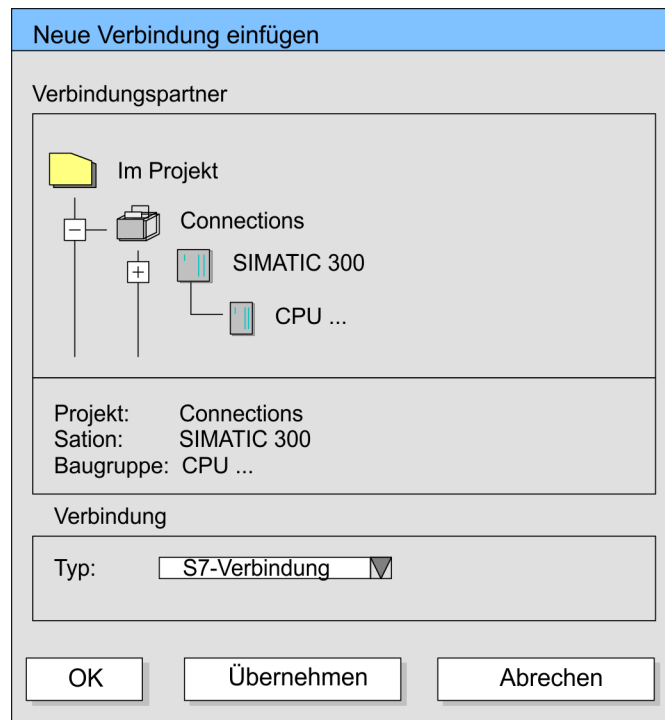 Neue Verbindung einfügen
Verbindungspartner
Im Projekt
Connections
SIMATIC 300
CPU ...
Projekt: Connections
Sation: SIMATIC 300
Baugruppe: CPU ...
Verbindung
Typ: S7-Verbindung
OK Übernehmen Abrechen